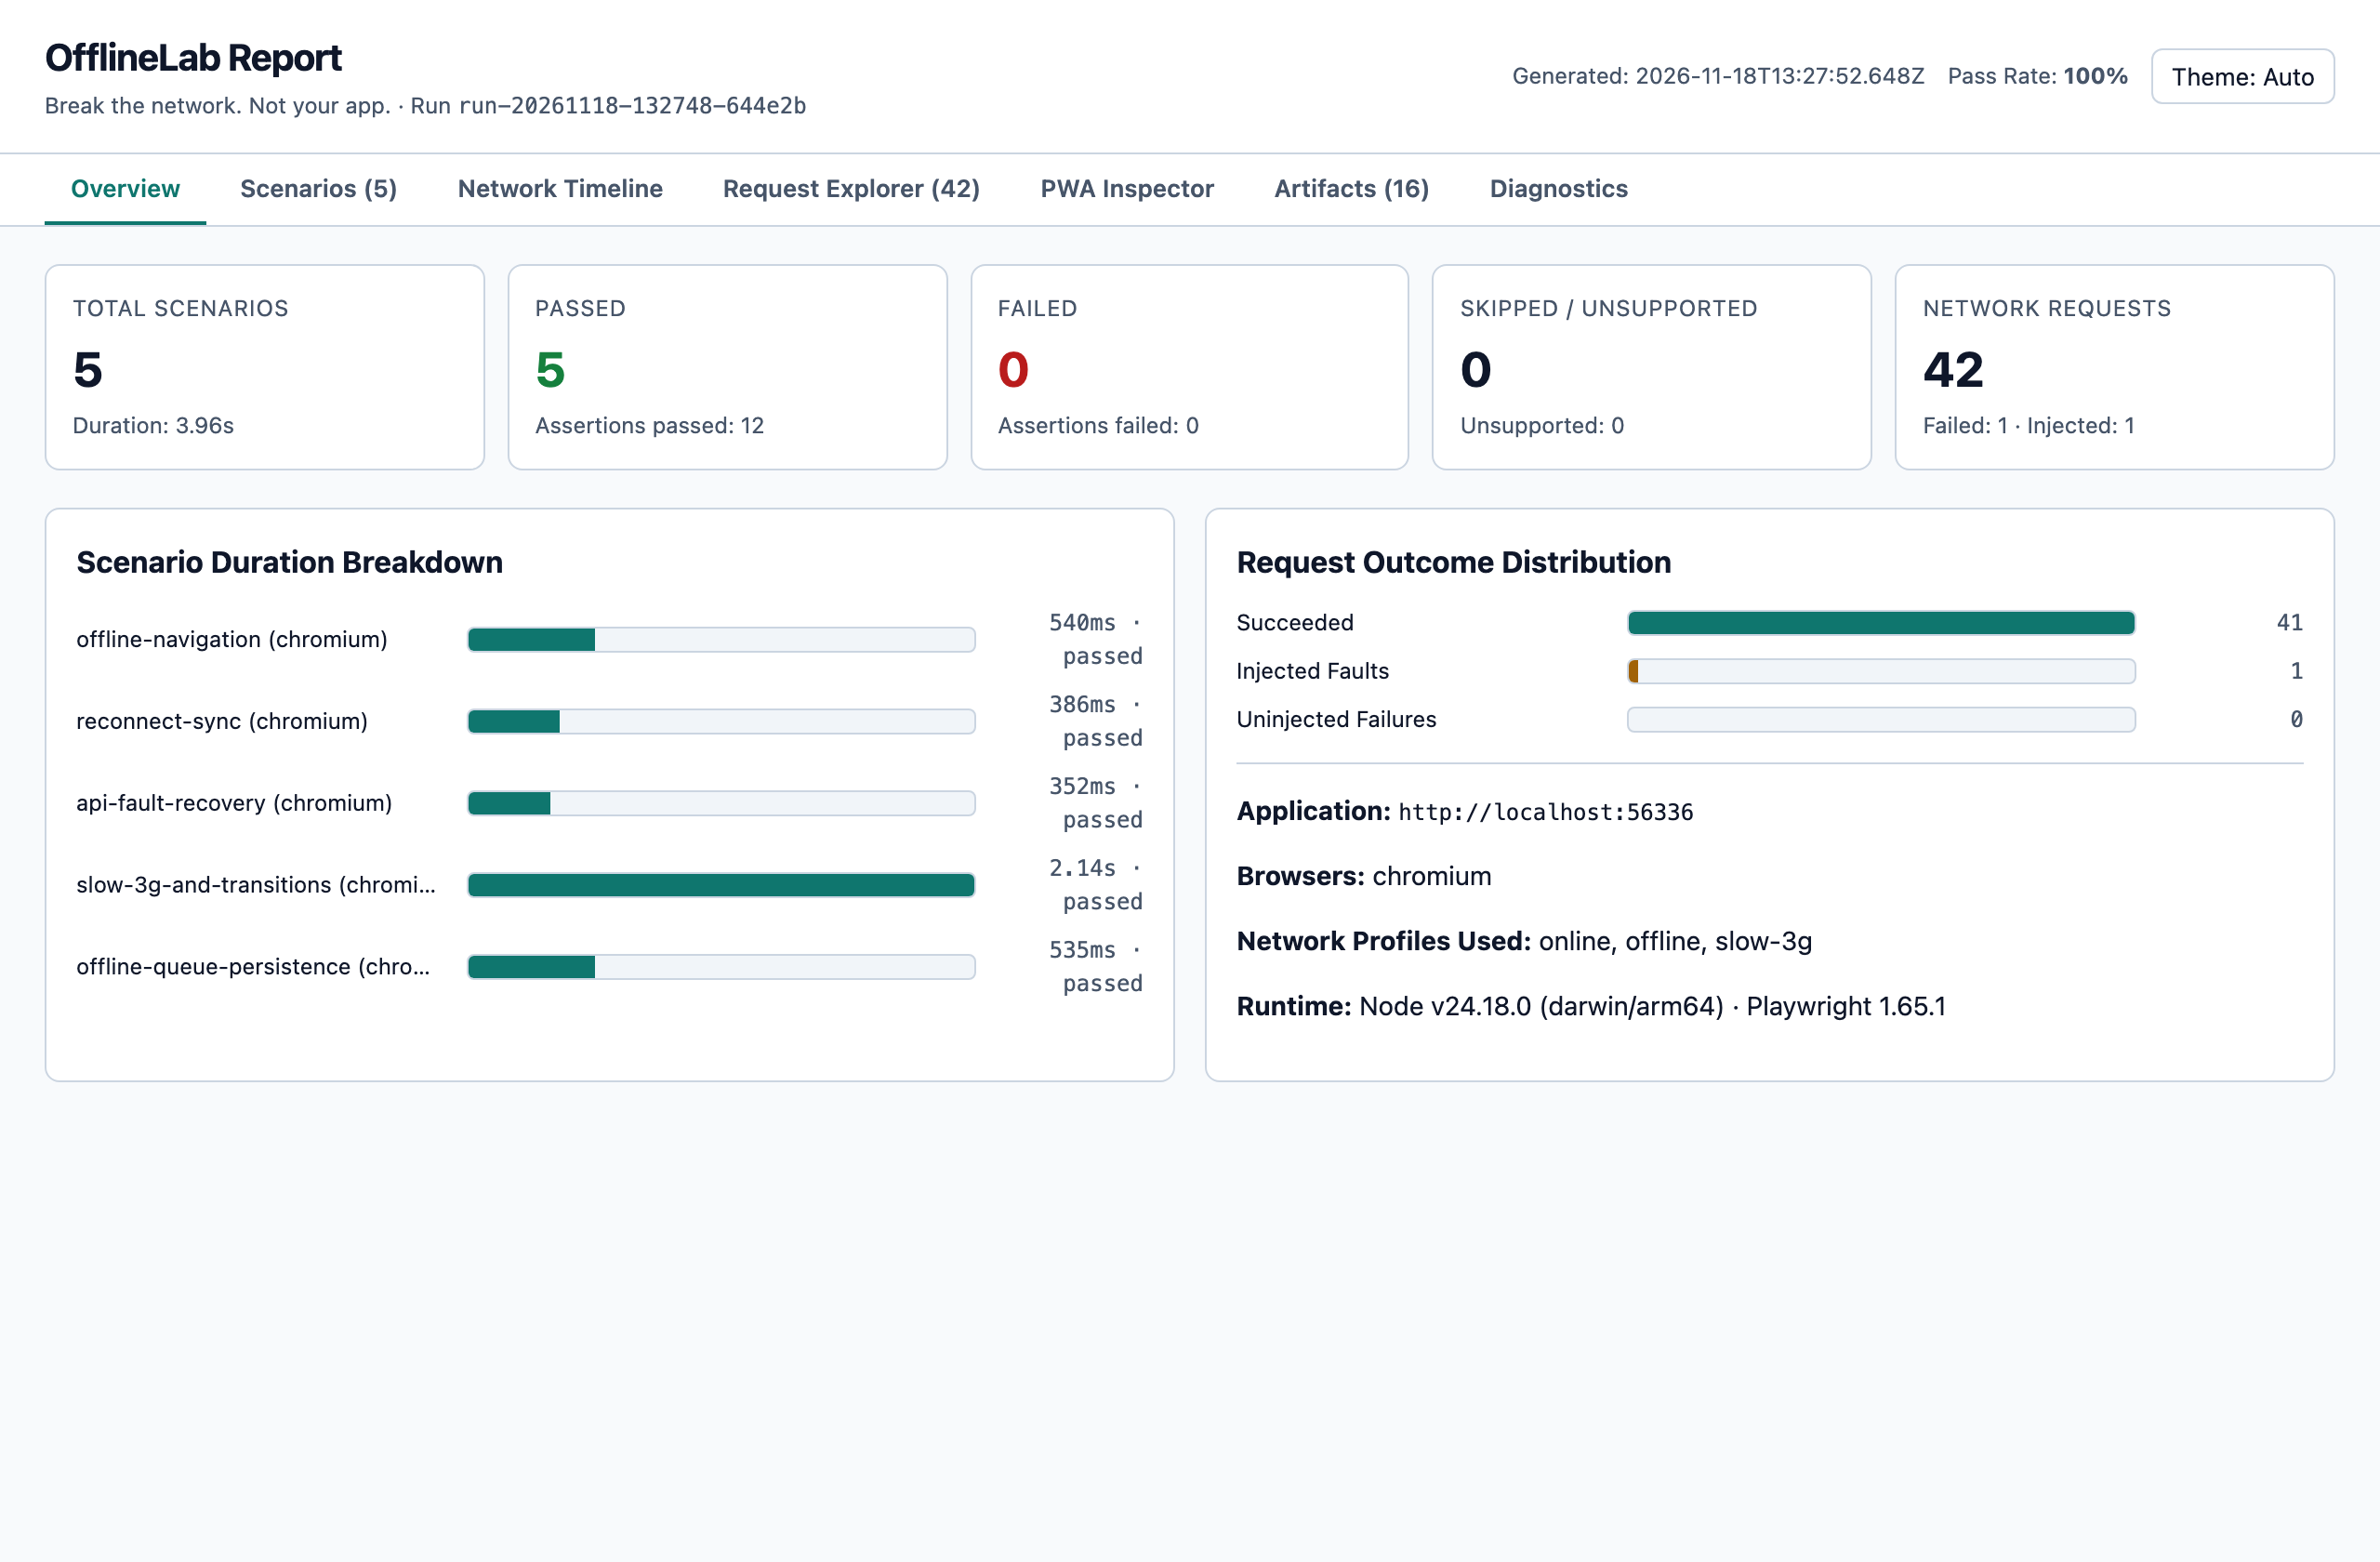 OfflineLab Report
Break the network. Not your app. · Run run-20261118-132748-644e2b
Generated: 2026-11-18T13:27:52.648Z Pass Rate: 100% Theme: Auto
Overview Scenarios (5) Network Timeline Request Explorer (42) PWA Inspector Artifacts (16) Diagnostics
TOTAL SCENARIOS
5
Duration: 3.96s
PASSED
5
Assertions passed: 12
FAILED
0
Assertions failed: 0
SKIPPED / UNSUPPORTED
0
Unsupported: 0
NETWORK REQUESTS
42
Failed: 1 · Injected: 1
Scenario Duration Breakdown
offline-navigation (chromium) 540ms ·
passed
reconnect-sync (chromium) 386ms ·
passed
api-fault-recovery (chromium) 352ms ·
passed
slow-3g-and-transitions (chromi... 2.14s ·
passed
offline-queue-persistence (chro... 535ms ·
passed
Request Outcome Distribution
Succeeded 41
Injected Faults 1
Uninjected Failures 0
Application: http://localhost:56336
Browsers: chromium
Network Profiles Used: online, offline, slow-3g
Runtime: Node v24.18.0 (darwin/arm64) · Playwright 1.65.1